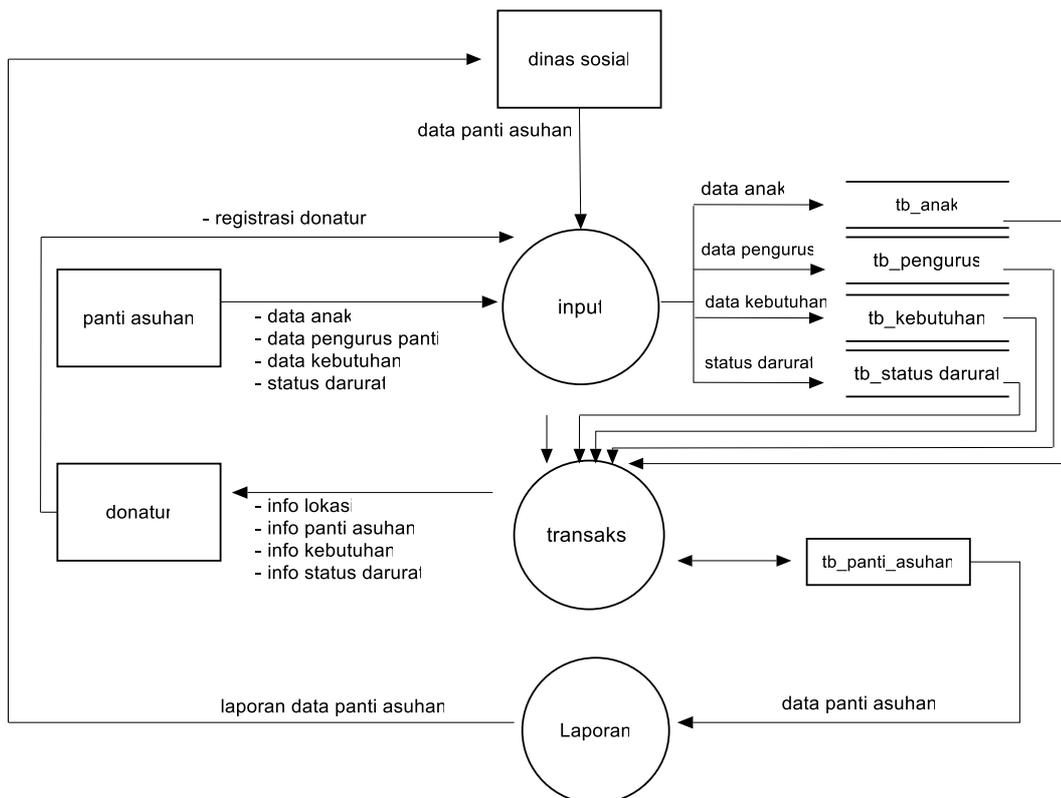 dinas sosial
data panti asuhan
data anak
tb_anak
- registrasi donatur
data pengurus
tb_pengurus
panti asuhan
input
data kebutuhan
tb_kebutuhan
- data anak
- data pengurus panti
- data kebutuhan
- status darurat
status darurat
tb_status darurat
donatur
- info lokasi
- info panti asuhan
- info kebutuhan
- info status darurat
transaks
tb_panti_asuhan
laporan data panti asuhan
Laporan
data panti asuhan